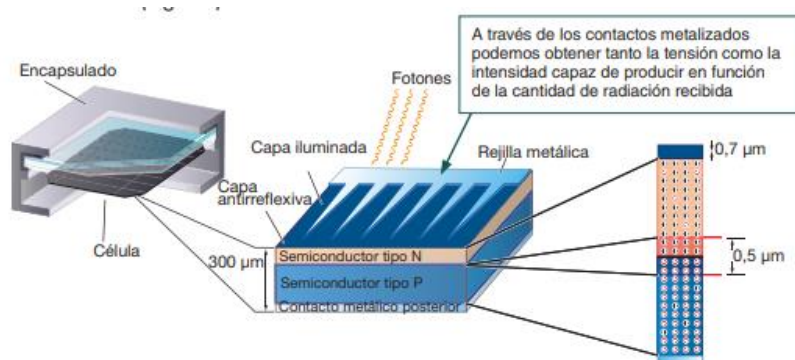 A través de los contactos metalizados
podemos obtener tanto la tensión como la
intensidad capaz de producir en función
de la cantidad de radiación recibida
Encapsulado
Fotones
Capa iluminada
Rejilla metálica
0,7 µm
Capa
antirreflexiva
Célula
300 µm
Semiconductor tipo N
0,5 µm
Semiconductor tipo P
Contacto metálico posterior